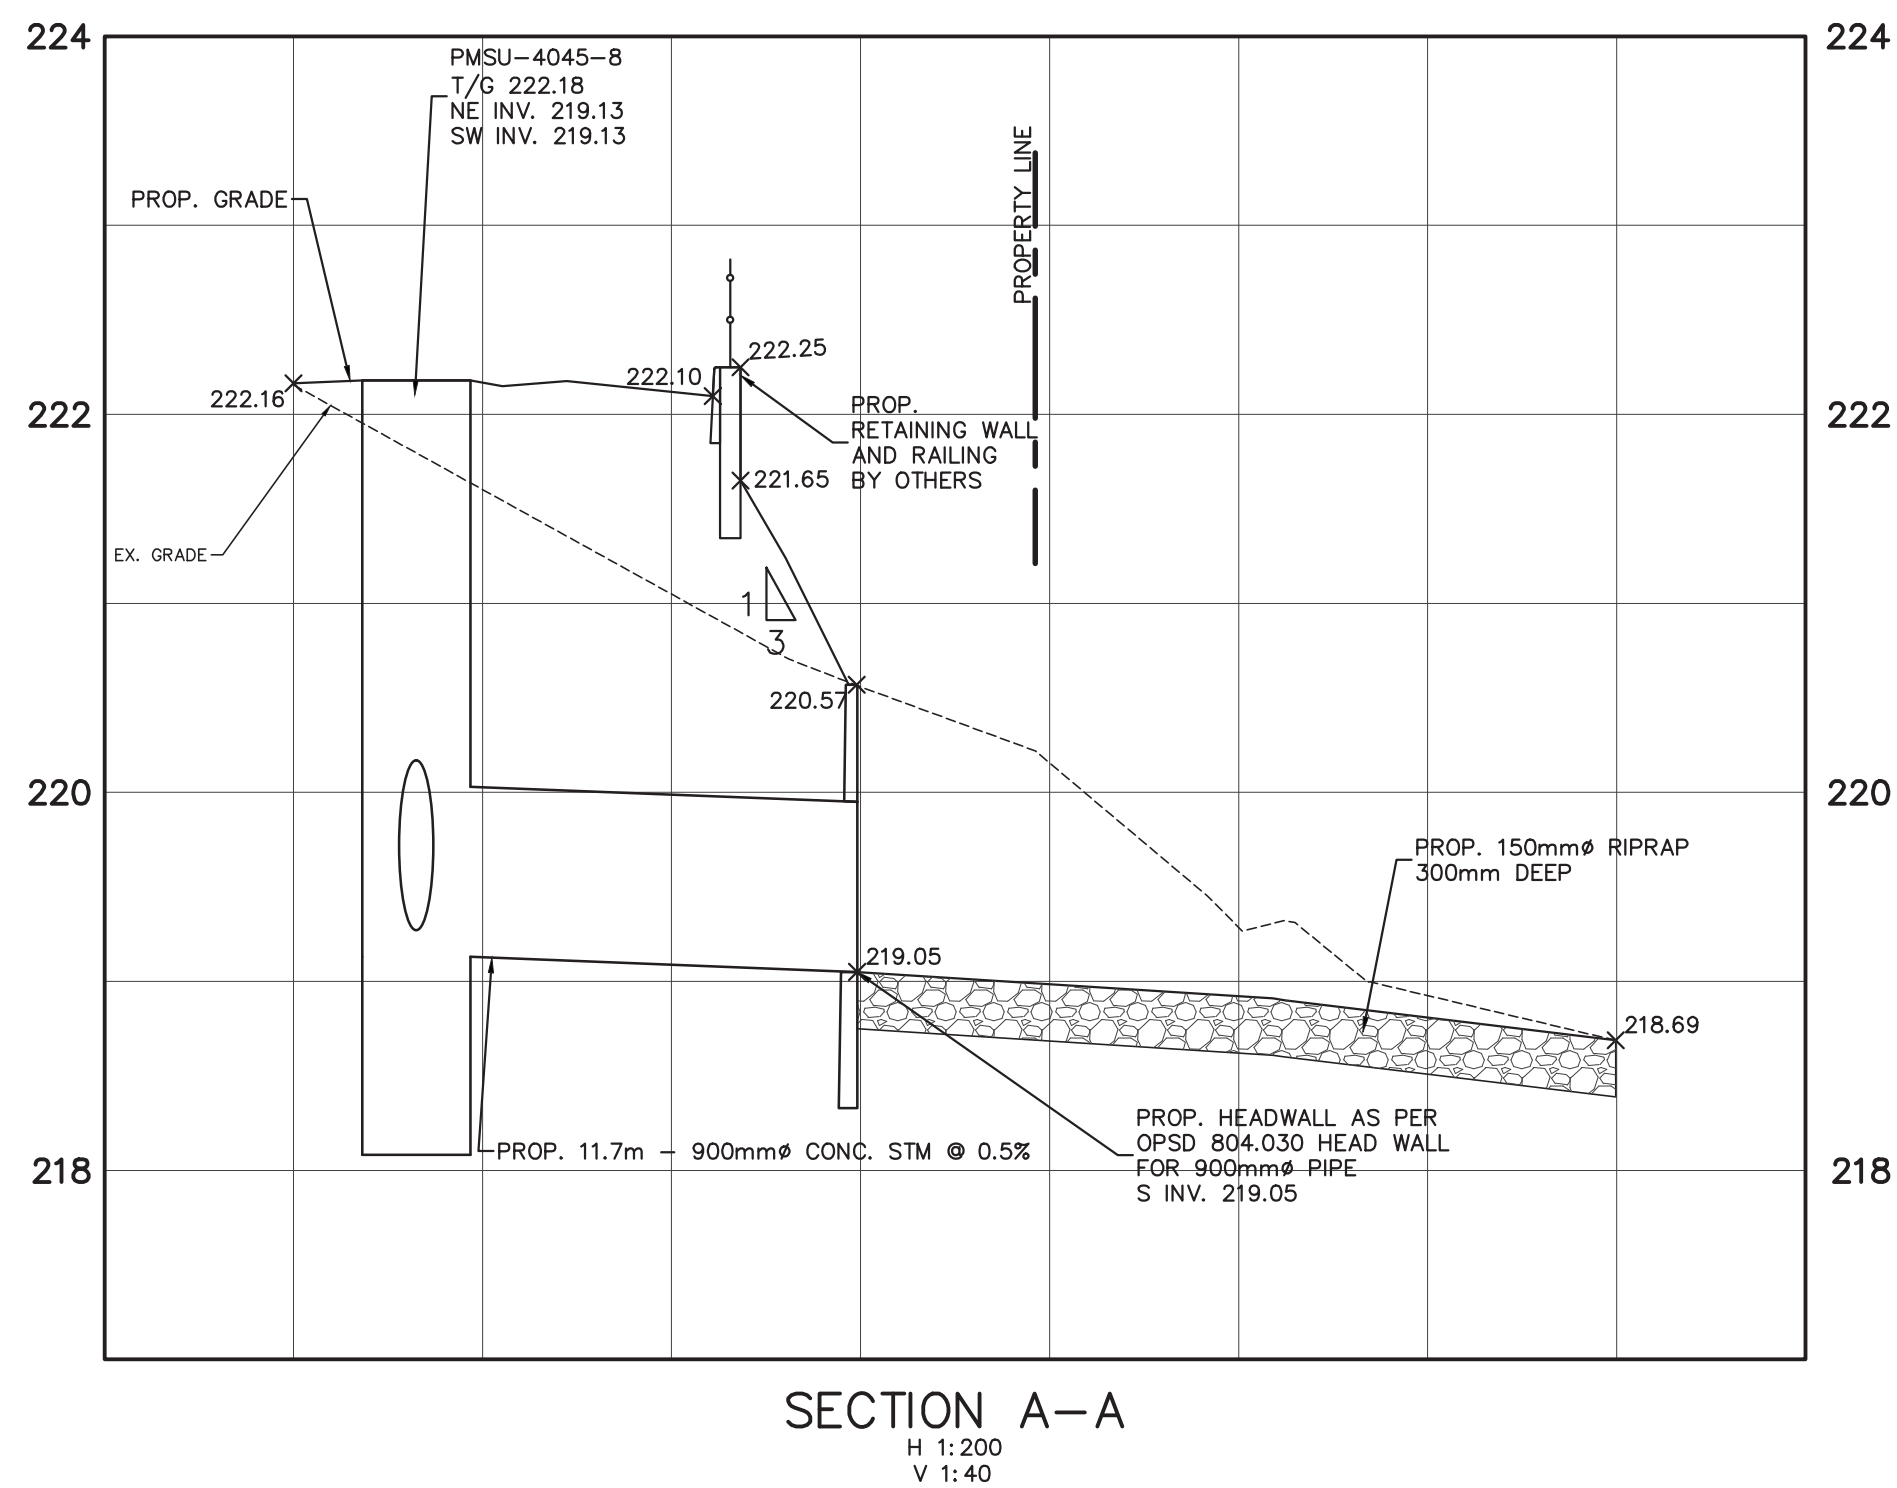 224
224
PMSU-4045-8
T/G 222.18
NE INV. 219.13
SW INV. 219.13
PROPERTY LINE
PROP. GRADE
222.25
222.10
222.16
PROP.
RETAINING WALL
AND RAILING
BY OTHERS
222
222
221.65
EX. GRADE
1
3
220.57
220
220
PROP. 150mmø RIPRAP
300mm DEEP
219.05
218.69
PROP. HEADWALL AS PER
OPSD 804.030 HEAD WALL
FOR 900mmø PIPE
S INV. 219.05
PROP. 11.7m - 900mmø CONC. STM @ 0.5%
218
218
SECTION A-A
H 1:200
V 1:40